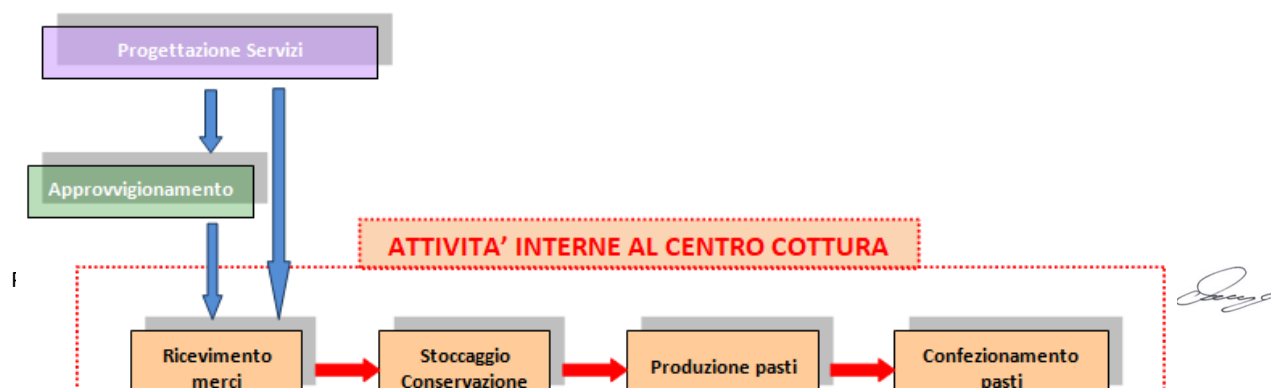 Progettazione Servizi
Approvvigionamento
ATTIVITA’ INTERNE AL CENTRO COTTURA
Ricevimento
merci
Stoccaggio
Conservazione
Produzione pasti
Confezionamento
pasti